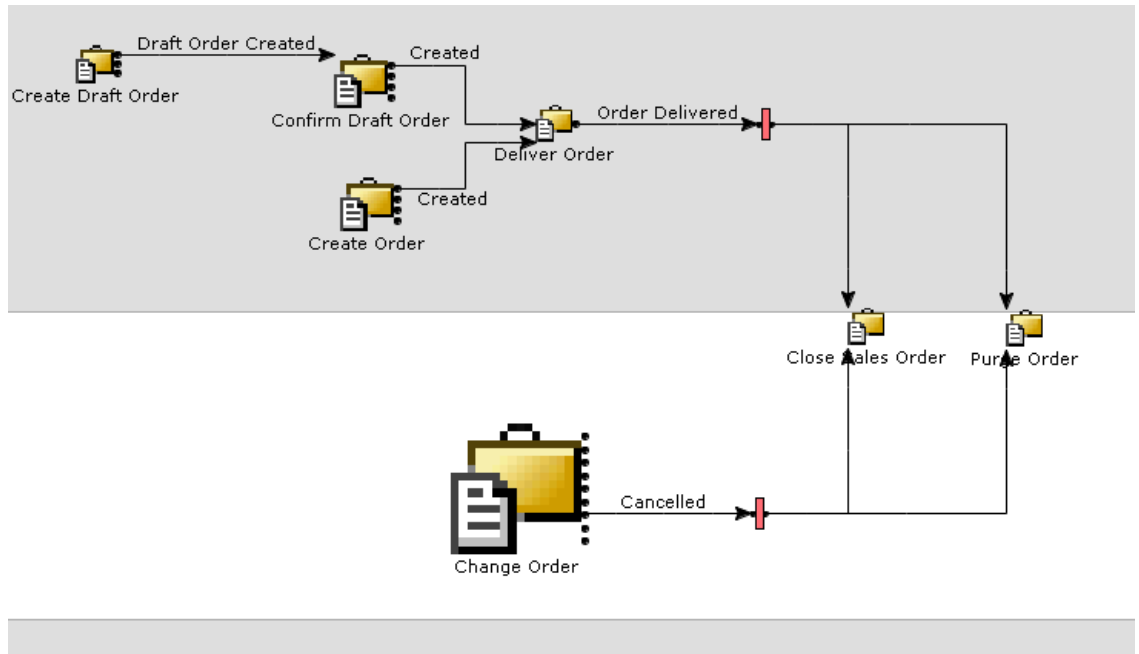 Draft Order Created
Created
Create Draft Order
Confirm Draft Order
Order Delivered
Deliver Order
Created
Create Order
Close Sales Order
Purge Order
Cancelled
Change Order